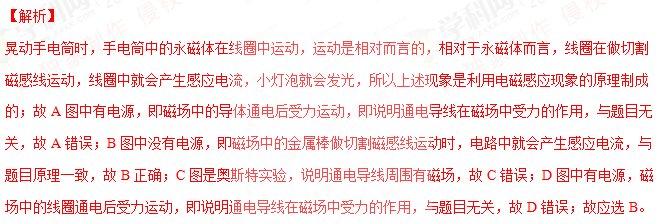 【解析】
晃动手电筒时，手电筒中的永磁体在线圈中运动，运动是相对而言的，相对于永磁体而言，线圈在做切割
磁感线运动，线圈中就会产生感应电流，小灯泡就会发光，所以上述现象是利用电磁感应现象的原理制成
的；故 A 图中有电源，即磁场中的导体通电后受力运动，即说明通电导线在磁场中受力的作用，与题目无
关，故 A 错误；B 图中没有电源，即磁场中的金属棒做切割磁感线运动时，电路中就会产生感应电流，与
题目原理一致，故 B 正确；C 图是奥斯特实验，说明通电导线周围有磁场，故 C 错误；D 图中有电源，磁
场中的线圈通电后受力运动，即说明通电导线在磁场中受力的作用，与题目无关，故 D 错误；故应选 B。